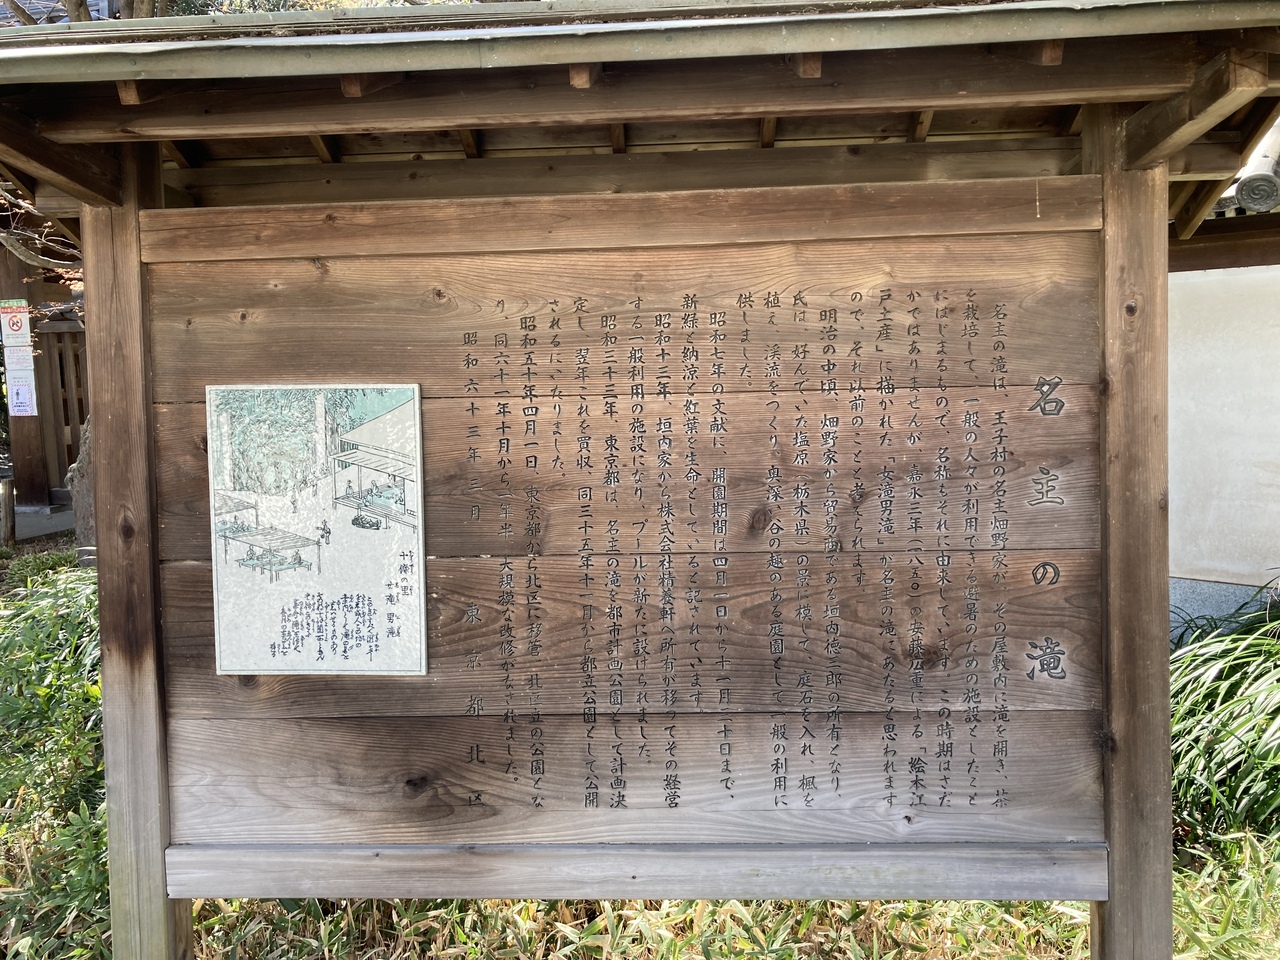 名主の滝
名主の滝は、王子村の名主畑野家が、その屋敷内に滝を開き、茶
を栽培して、一般の人々が利用できる避暑のための施設としたこと
にはじまるもので、名称もそれに由来しています。この時期はさだ
かではありませんが、嘉永三年(一八五〇)の安藤広重による「絵本江
戸土産」に描かれた「女滝男滝」が名主の滝にあたると思われます
ので、それ以前のことと考えられます。
明治の中頃、畑野家から貿易商である垣内徳三郎の所有となり、
氏は、好んでいた塩原(栃木県)の景に模して、庭石を入れ、楓を
植え、渓流をつくり、奥深い谷の趣のある庭園として一般の利用に
供しました。
昭和七年の文献に、開園期間は四月一日から十一月三十日まで、
新緑と納涼と紅葉を生命としていると記されています。
昭和十三年、垣内家から株式会社精養軒へ所有が移ってその経営
する一般利用の施設になり、プールが新たに設けられました。
昭和三十三年、東京都は、名主の滝を都市計画公園として計画決
定し、翌年これを買収、同三十五年十一月から都立公園として公開
されるにいたりました。
昭和五十年四月一日、東京都から北区に移管、北区立の公園とな
り、同六十一年十月から一年半、大規模な改修がなされました。
昭和六十三年三月
東京都北区
十條の里
女滝男滝